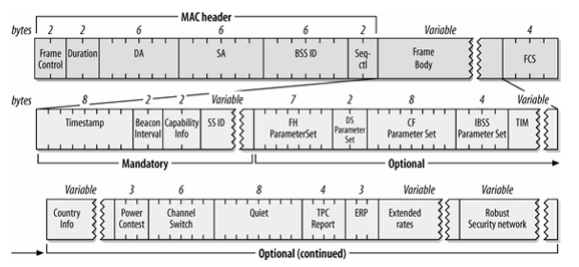 MAC header
bytes 2 2 6 6 6 2 Variable 4
Frame Control
Duration
DA
SA
BSS ID
Seq-ctl
Frame Body
FCS
bytes 8 2 2 Variable 7 2 8 4 Variable
Timestamp
Beacon Interval
Capability Info
SS ID
FH ParameterSet
DS Parameter Set
CF Parameter Set
IBSS Parameter Set
TIM
Mandatory
Optional
Variable 3 6 8 4 3 Variable Variable
Country Info
Power Contest
Channel Switch
Quiet
TPC Report
ERP
Extended rates
Robust Security network
Optional (continued)